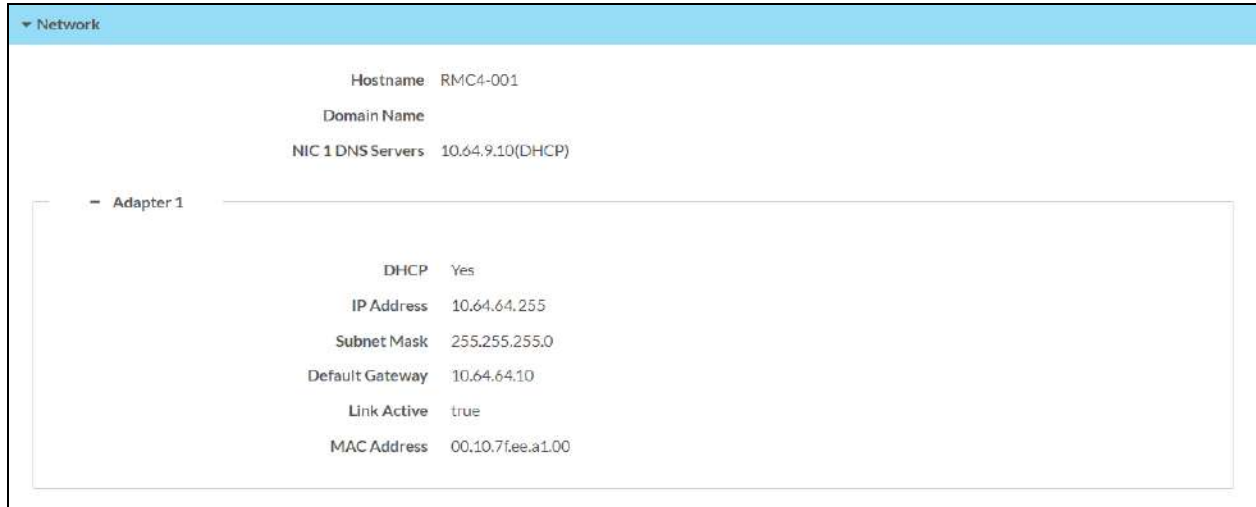 Network
Hostname RMC4-001
Domain Name
NIC 1 DNS Servers 10.64.9.10(DHCP)
Adapter 1
DHCP Yes
IP Address 10.64.64.255
Subnet Mask 255.255.255.0
Default Gateway 10.64.64.10
Link Active true
MAC Address 00.10.7f.ee.a1.00